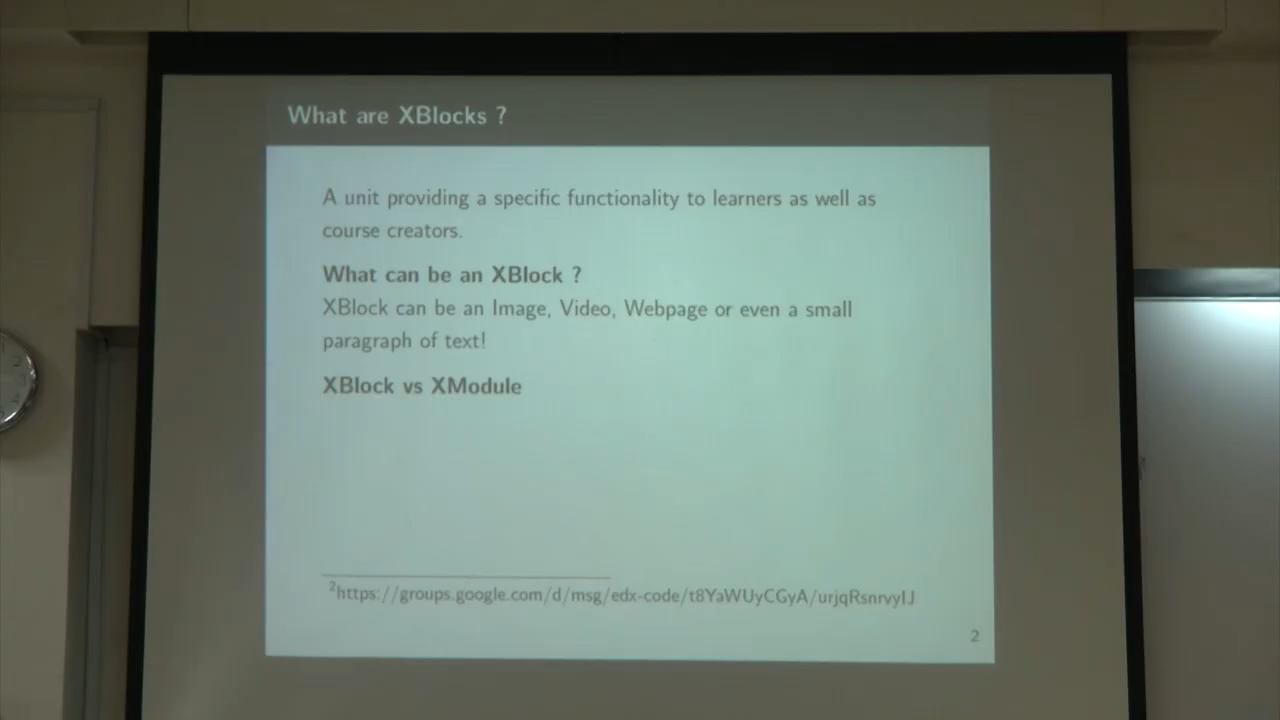 What are XBlocks ?
A unit providing a specific functionality to learners as well as
course creators.
What can be an XBlock ?
XBlock can be an Image, Video, Webpage or even a small
paragraph of text!
XBlock vs XModule
2https://groups.google.com/d/msg/edx-code/t8YaWUyCGyA/urjqRsnrvyIJ
2